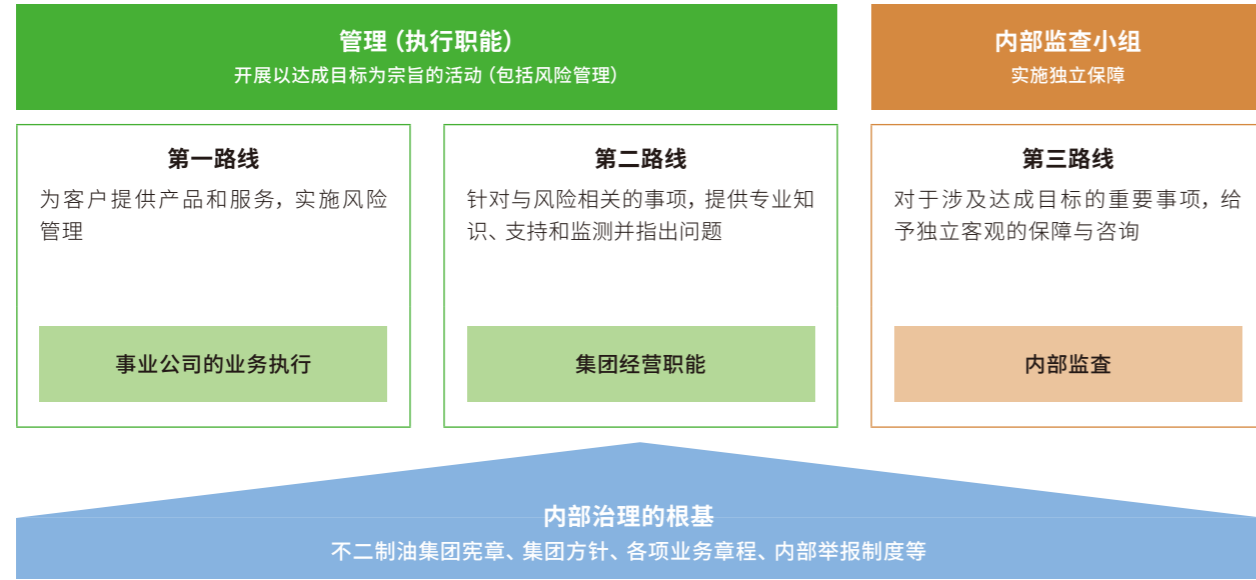 管理（执行职能）
开展以达成目标为宗旨的活动（包括风险管理）
内部监查小组
实施独立保障
第一路线
为客户提供产品和服务，实施风险
管理
事业公司的业务执行
第二路线
针对与风险相关的事项，提供专业知
识、支持和监测并指出问题
集团经营职能
第三路线
对于涉及达成目标的重要事项，给
予独立客观的保障与咨询
内部监查
内部治理的根基
不二制油集团宪章、集团方针、各项业务章程、内部举报制度等